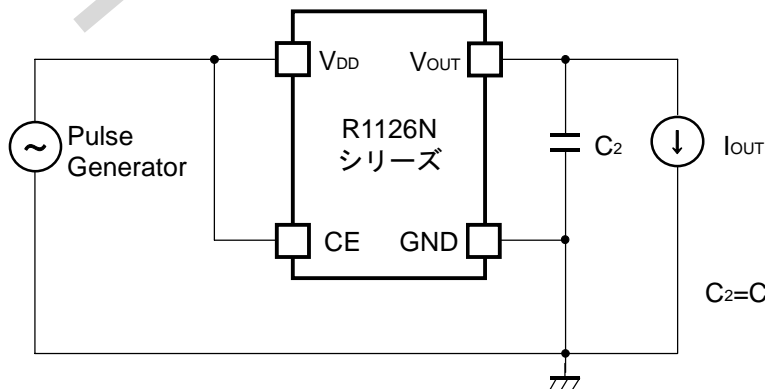 VDD
VOUT
R1126N
シリーズ
Pulse
Generator
~
C2
IOUT
CE
GND
C2=C